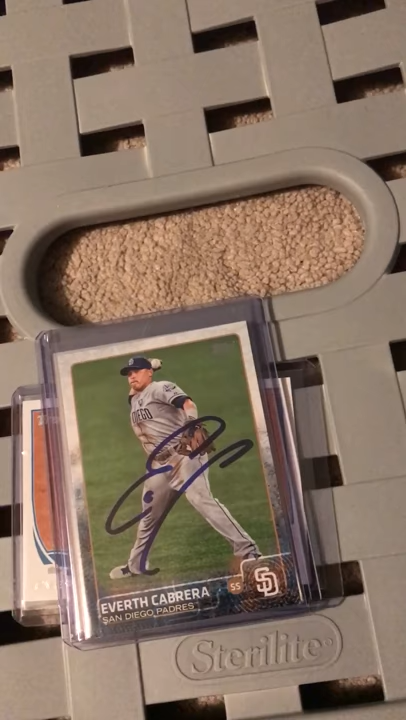 DIEGO
EVERTH CABRERA
SAN DIEGO PADRES
SS
SD
Sterilite